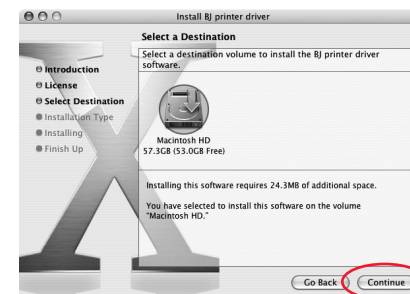 Install BJ printer driver
Select a Destination
Select a destination volume to install the BJ printer driver
software.
Introduction
License
Select Destination
Installation Type
Installing
Finish Up
Macintosh HD
57.3GB (53.0GB Free)
Installing this software requires 24.3MB of additional space.
You have selected to install this software on the volume
"Macintosh HD."
Go Back
Continue